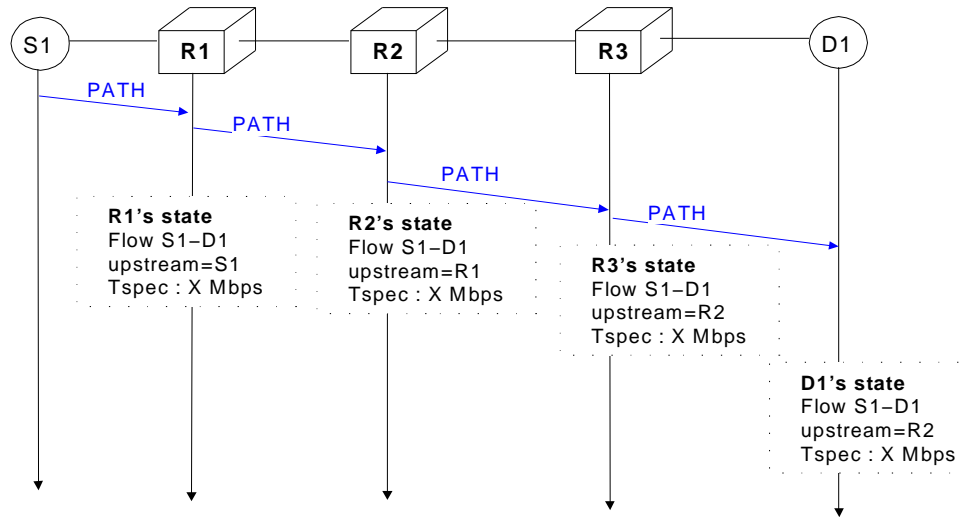 S1
R1
R2
R3
D1
PATH
PATH
PATH
PATH
R1's state
Flow S1–D1
upstream=S1
Tspec : X Mbps
R2's state
Flow S1–D1
upstream=R1
Tspec : X Mbps
R3's state
Flow S1–D1
upstream=R2
Tspec : X Mbps
D1's state
Flow S1–D1
upstream=R2
Tspec : X Mbps